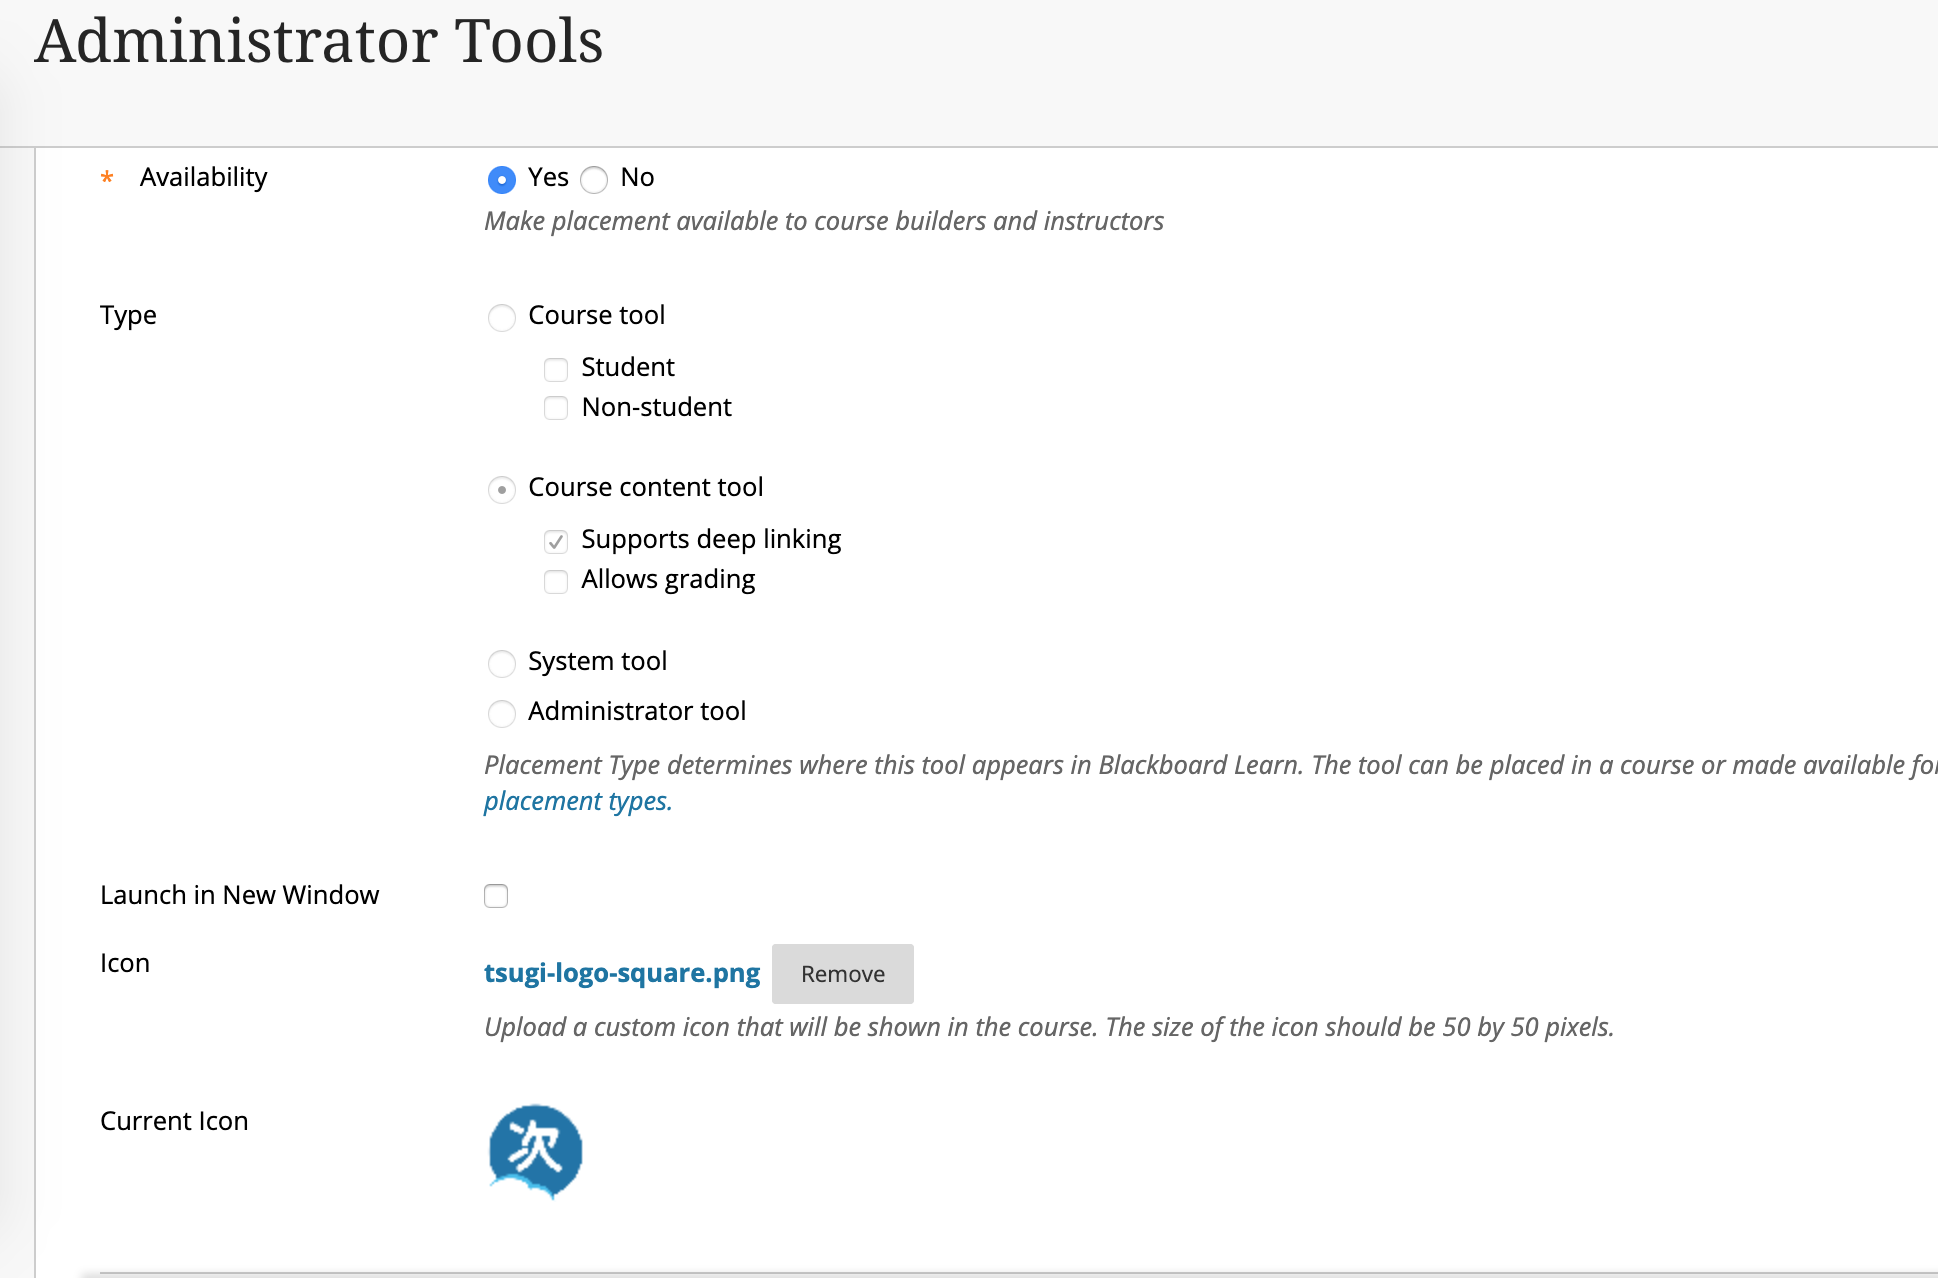 Administrator Tools
* Availability
Yes No
Make placement available to course builders and instructors
Type
Course tool
Student
Non-student
Course content tool
Supports deep linking
Allows grading
System tool
Administrator tool
Placement Type determines where this tool appears in Blackboard Learn. The tool can be placed in a course or made available for
placement types.
Launch in New Window
Icon
tsugi-logo-square.png Remove
Upload a custom icon that will be shown in the course. The size of the icon should be 50 by 50 pixels.
Current Icon
次